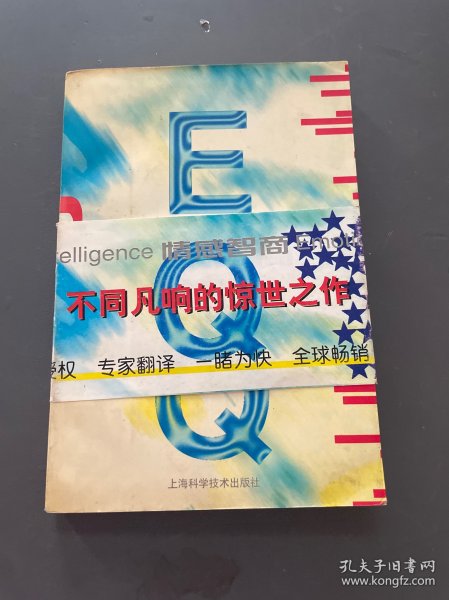 E
telligence 情感智商 Emoti
不同凡响的惊世之作
Q
权 专家翻译 一睹为快 全球畅销
Q
上海科学技术出版社
孔夫子旧书网
www.kongfz.com